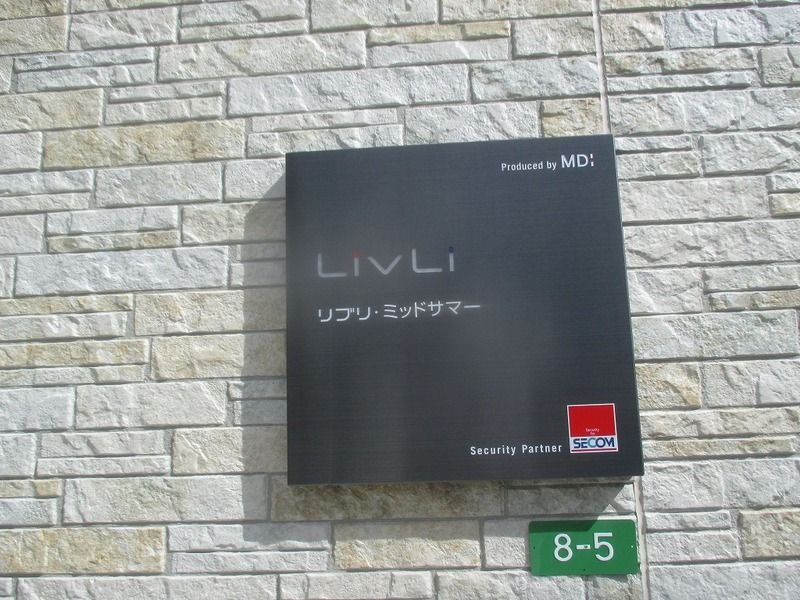 Produced by MDI
LivLi
リブリ・ミッドサマー
Security Partner
Security
by
SECOM
8-5